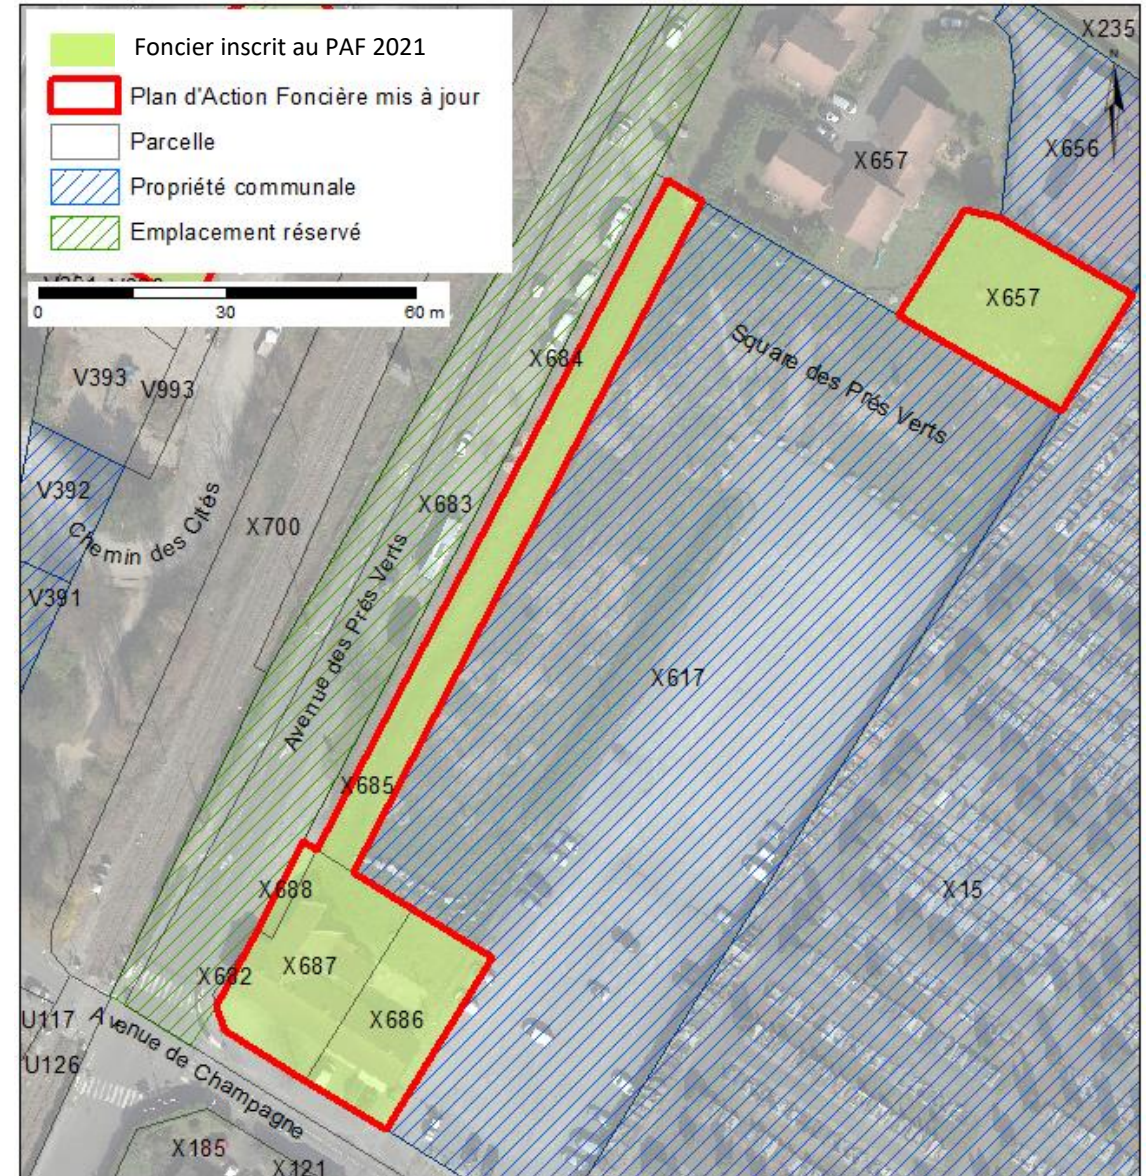 Foncier inscrit au PAF 2021
Plan d'Action Foncière mis à jour
Parcelle
Propriété communale
Emplacement réservé
0 30 60 m
X235
N
X656
X657
X657
X684
Square des Prés Verts
V393
V993
V392
Chemin des Cités
X700
X683
V391
Avenue des Prés Verts
X617
X685
X688
X15
X687
X682
X686
U117
Avenue de Champagne
U126
X185
X121